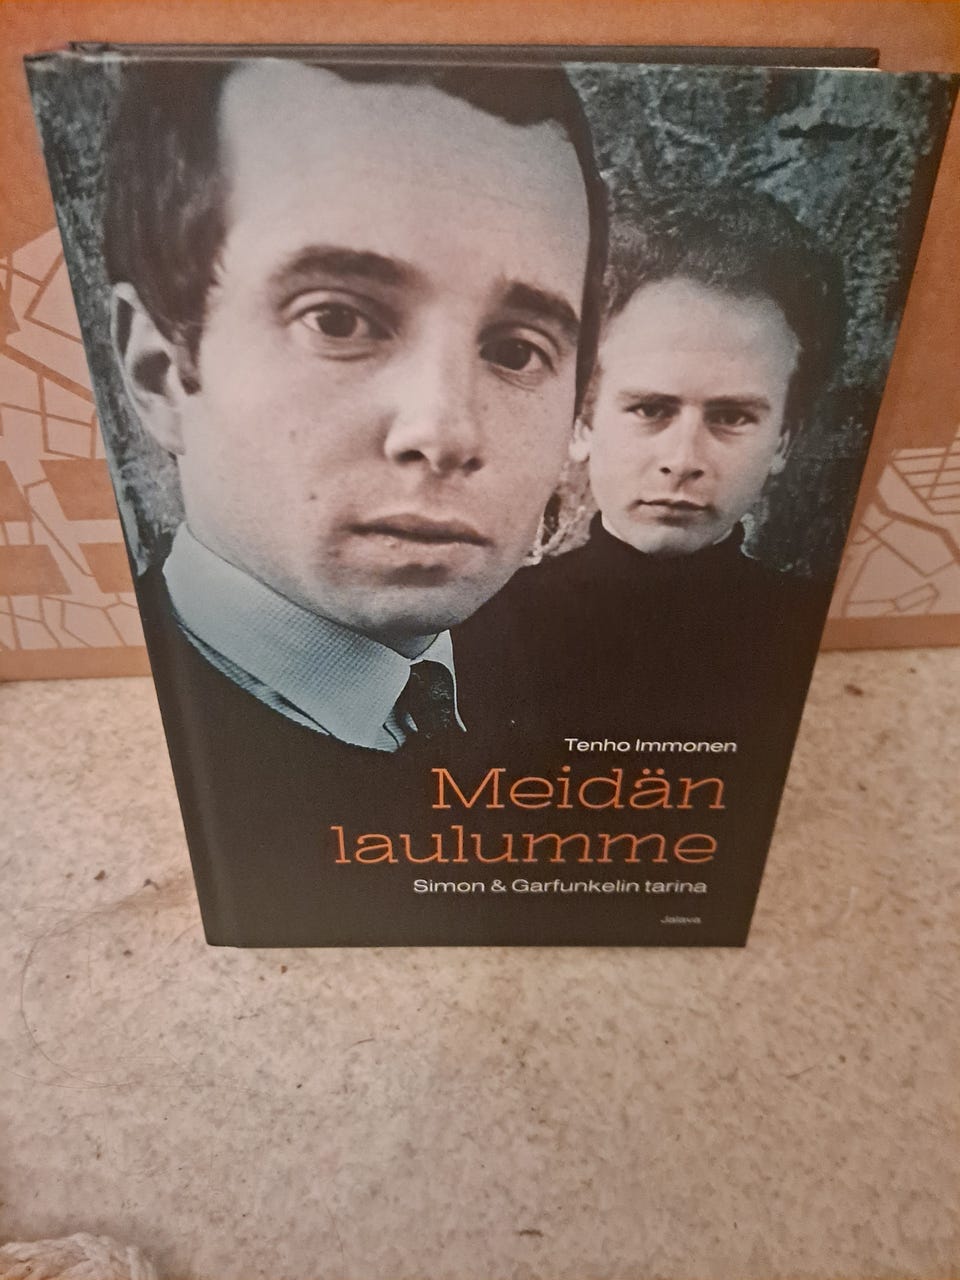 Tenho Immonen
Meidän
laulumme
Simon & Garfunkelin tarina
Jalava